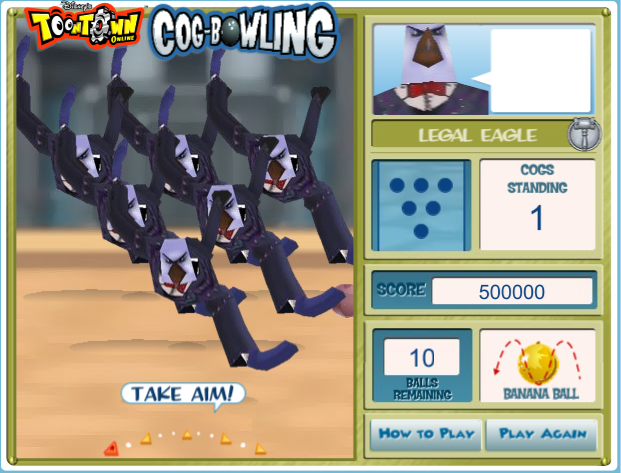 Disney's
TOONTOWN
ONLINE
COG-BOWLING
LEGAL EAGLE
COGS
STANDING
1
SCORE 500000
10
BALLS
REMAINING
BANANA BALL
TAKE AIM!
HOW TO PLAY
PLAY AGAIN